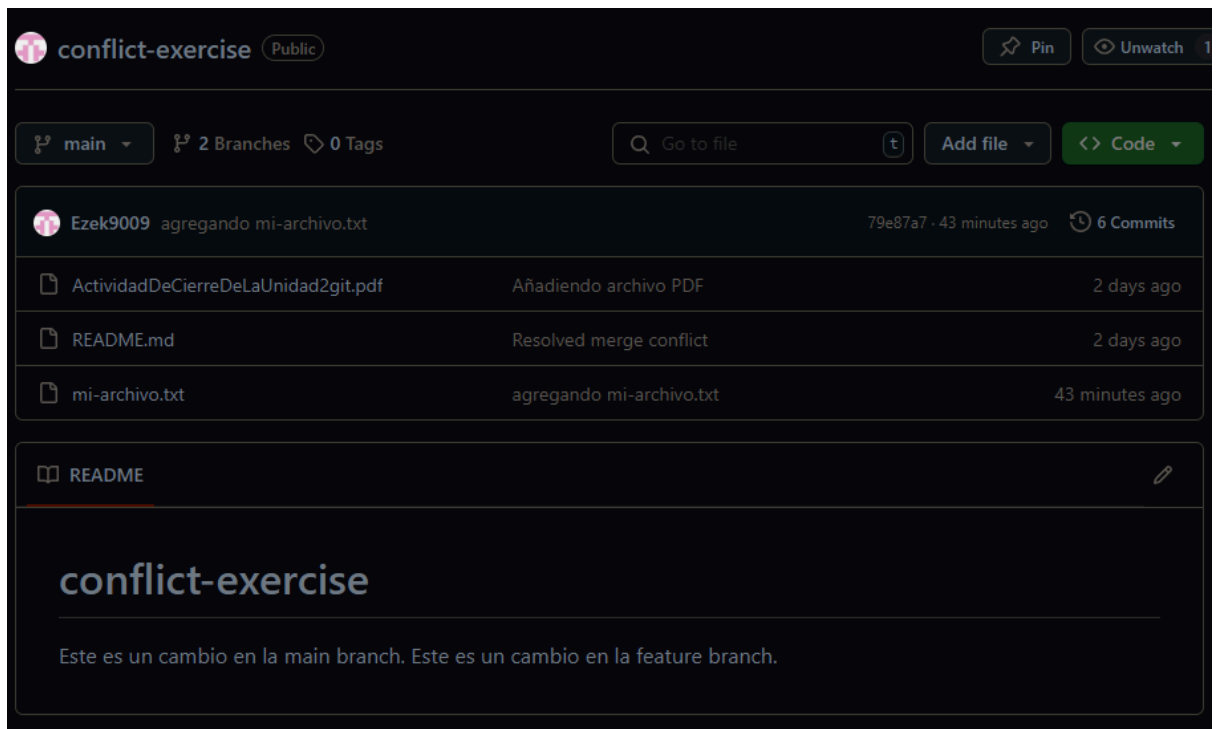 conflict-exercise Public Pin Unwatch 1
main 2 Branches 0 Tags Go to file t Add file Code
Ezek9009 agregando mi-archivo.txt 79e87a7 · 43 minutes ago 6 Commits
ActividadDeCierreDeLaUnidad2git.pdf Añadiendo archivo PDF 2 days ago
README.md Resolved merge conflict 2 days ago
mi-archivo.txt agregando mi-archivo.txt 43 minutes ago
README
conflict-exercise
Este es un cambio en la main branch. Este es un cambio en la feature branch.